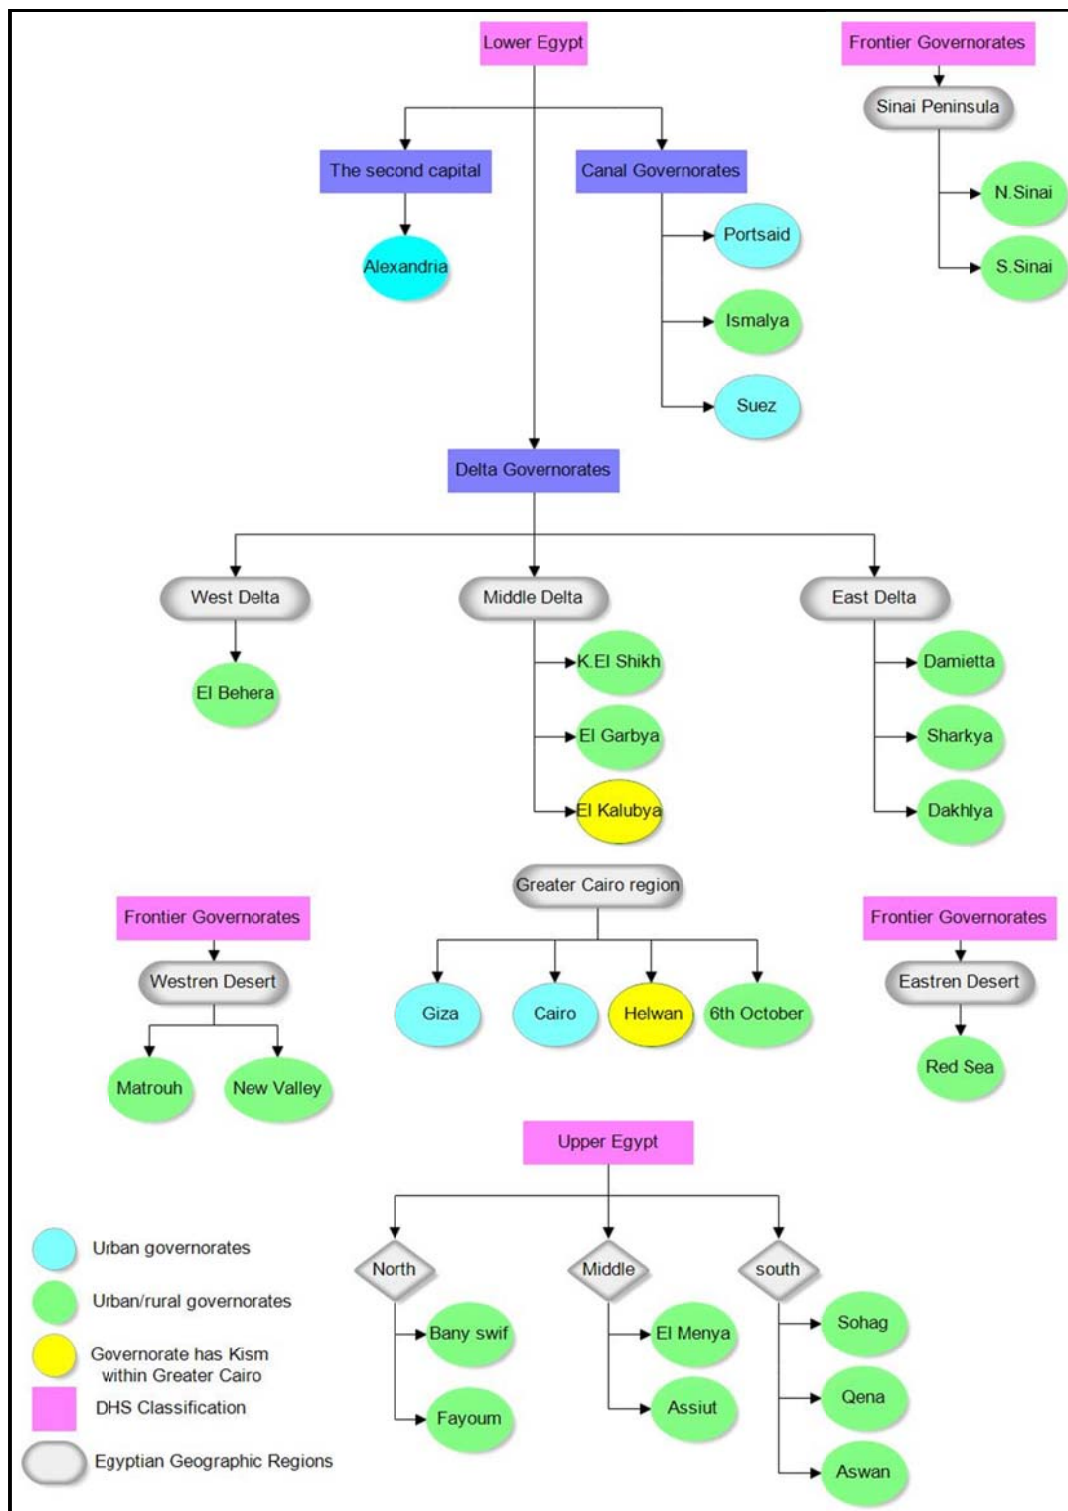 Lower Egypt
Frontier Governorates
Sinai Peninsula
The second capital
Canal Governorates
N.Sinai
Portsaid
Alexandria
S.Sinai
Ismalya
Suez
Delta Governorates
West Delta
Middle Delta
East Delta
K.El Shikh
Damietta
El Behera
El Garbya
Sharkya
El Kalubya
Dakhlya
Greater Cairo region
Frontier Governorates
Frontier Governorates
Westren Desert
Eastren Desert
Giza
Cairo
Helwan
6th October
Matrouh
New Valley
Red Sea
Upper Egypt
North
Middle
south
Bany swif
El Menya
Sohag
Fayoum
Assiut
Qena
Aswan
Urban governorates
Urban/rural governorates
Governorate has Kism
within Greater Cairo
DHS Classification
Egyptian Geographic Regions